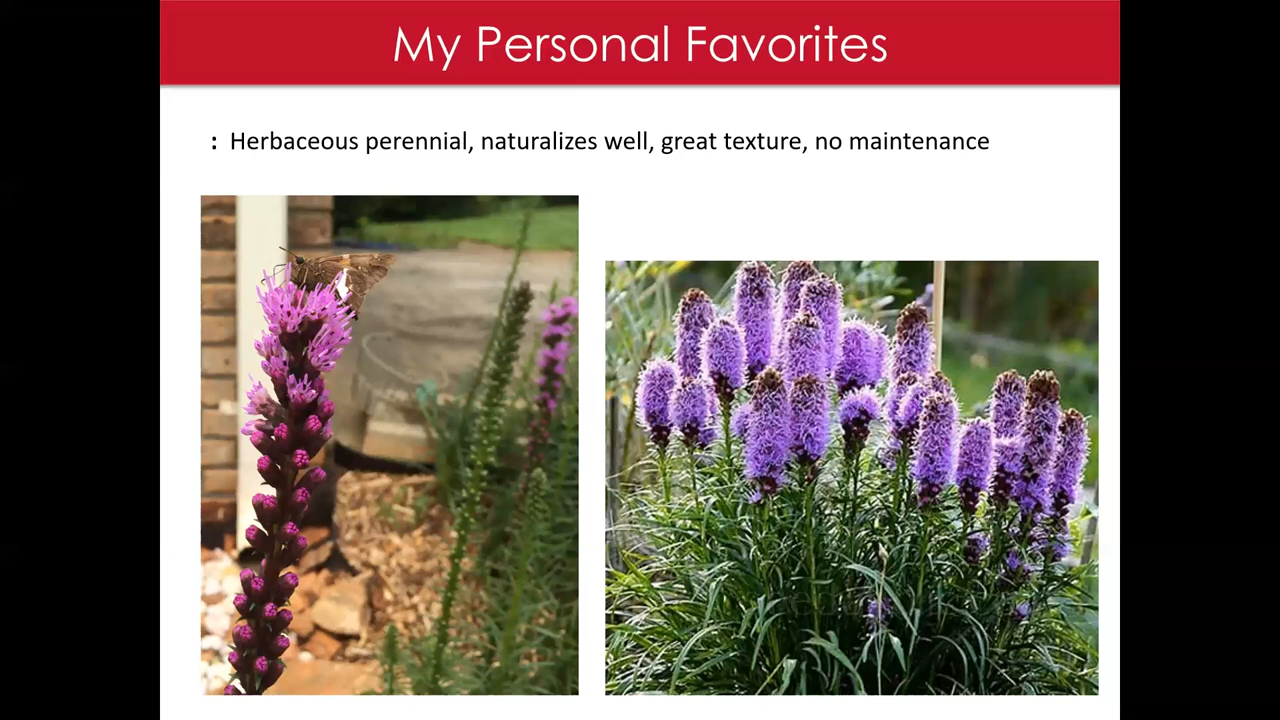 My Personal Favorites
: Herbaceous perennial, naturalizes well, great texture, no maintenance